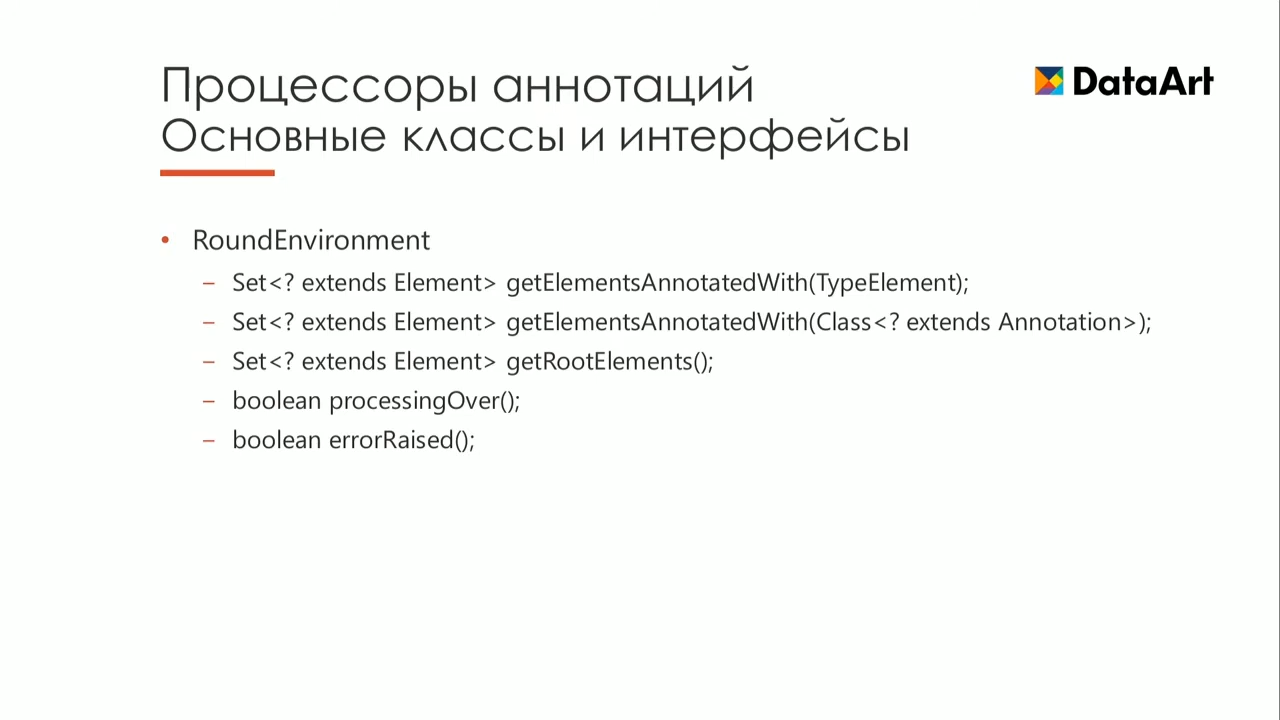 Процессоры аннотаций
Основные классы и интерфейсы
DataArt
• RoundEnvironment
– Set<? extends Element> getElementsAnnotatedWith(TypeElement);
– Set<? extends Element> getElementsAnnotatedWith(Class<? extends Annotation>);
– Set<? extends Element> getRootElements();
– boolean processingOver();
– boolean errorRaised();